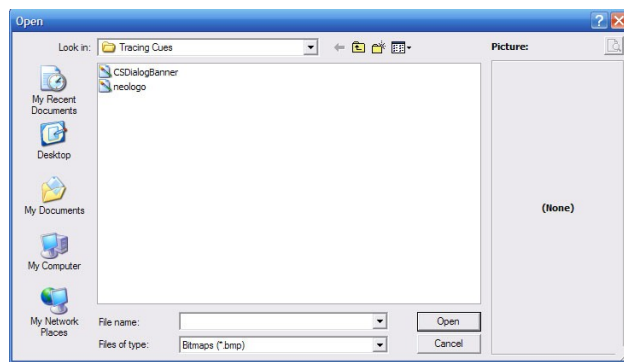 Open
Look in:
Tracing Cues
Picture:
CSDialogBanner
neologo
My Recent
Documents
Desktop
My Documents
My Computer
My Network
Places
(None)
File name:
Open
Files of type:
Bitmaps (*.bmp)
Cancel